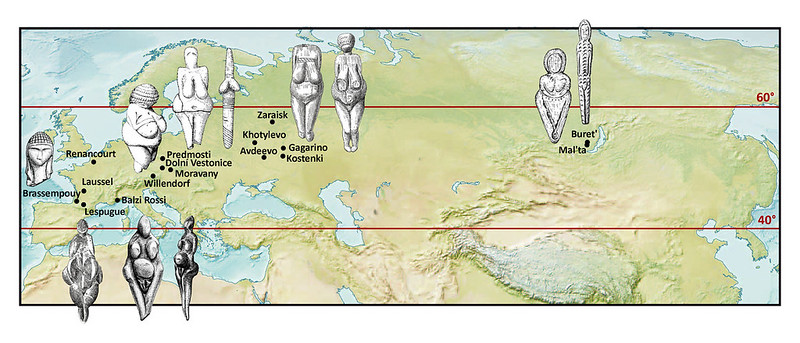 60°
Zaraisk
Khotylevo
Buret'
Avdeevo
Gagarino
Kostenki
Mal'ta
Renancourt
Predmosti
Dolni Vestonice
Moravany
Willendorf
Laussel
Brassempouy
Balzi Rossi
Lespugue
40°